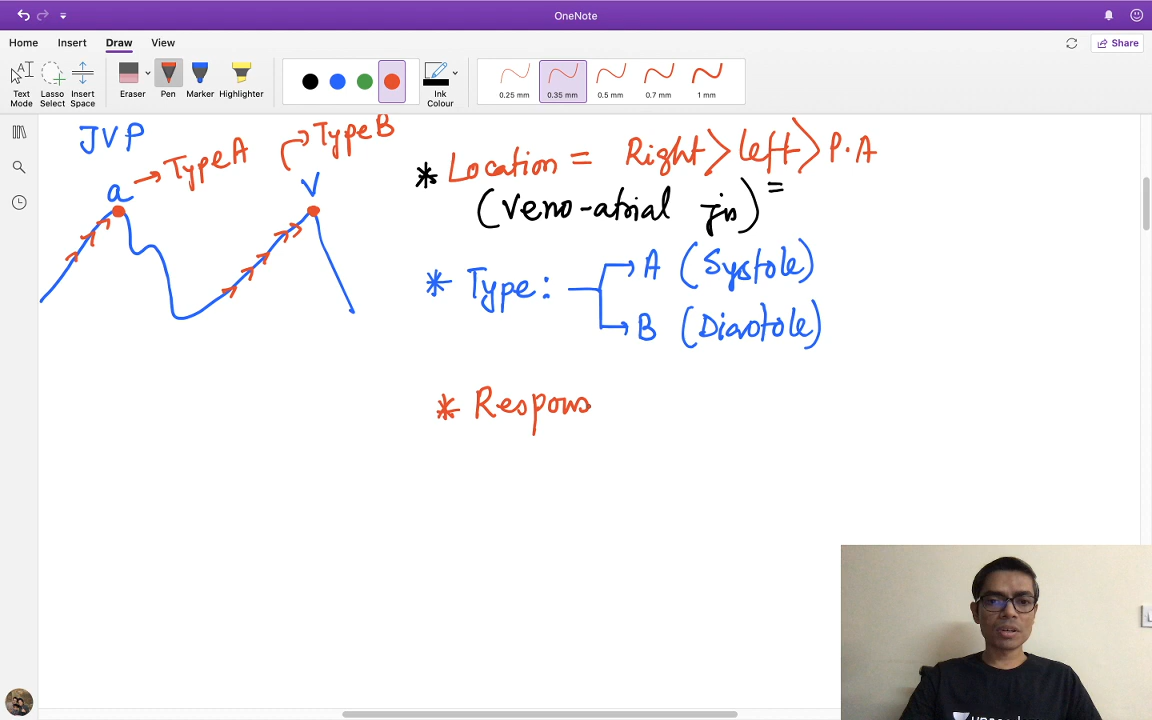 OneNote
Home Insert Draw View
Share
Text Mode
Lasso Select
Insert Space
Eraser
Pen
Marker
Highlighter
Ink Colour
0.25 mm
0.35 mm
0.5 mm
0.7 mm
1 mm
JVP
a → Type A
V → Type B
* Location = Right > left > P.A
(Veno-atrial jn) =
* Type: → A (Systole)
→ B (Diastole)
* Respons